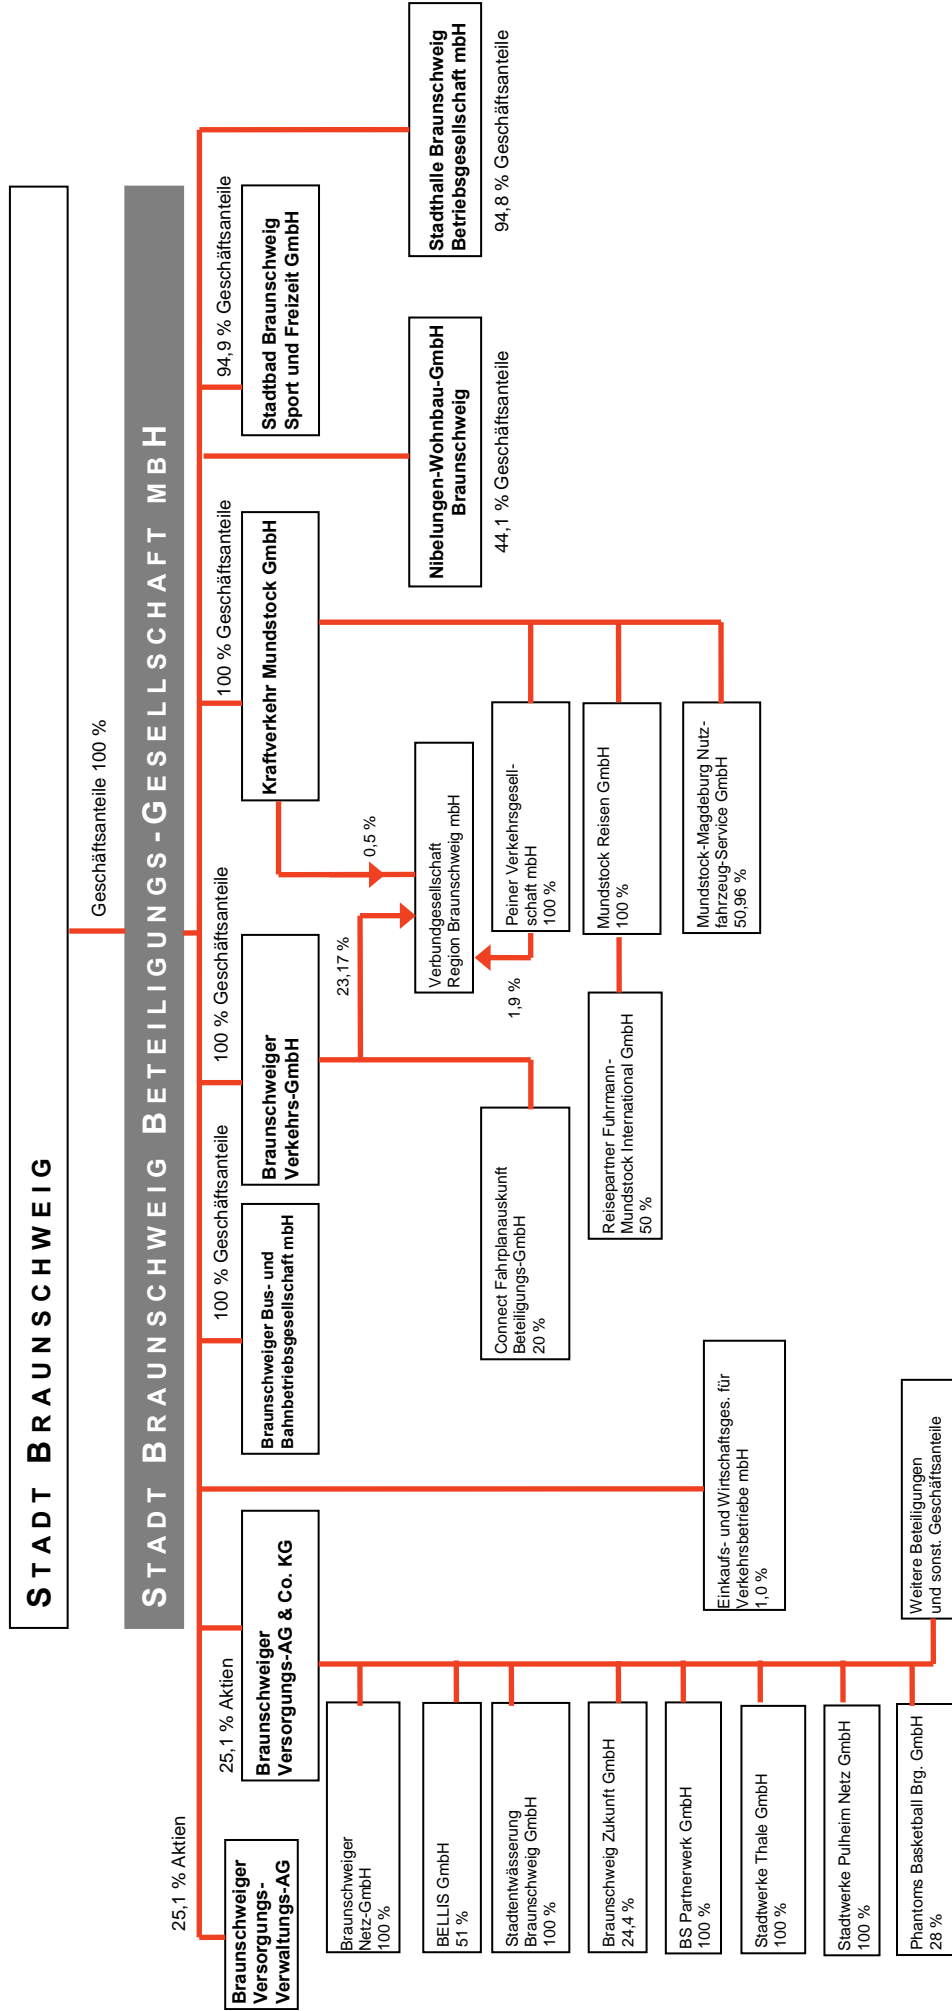 STADT BRAUNSCHWEIG
Geschäftsanteile 100 %
STADT BRAUNSCHWEIG BETEILIGUNGS-GESELLSCHAFT MBH
25,1 % Aktien
25,1 % Aktien
100 % Geschäftsanteile
100 % Geschäftsanteile
100 % Geschäftsanteile
94,9 % Geschäftsanteile
Braunschweiger
Versorgungs-
Verwaltungs-AG
Braunschweiger
Versorgungs-AG & Co. KG
Braunschweiger Bus- und
Bahnbetriebsgesellschaft mbH
Braunschweiger
Verkehrs-GmbH
Kraftverkehr Mundstock GmbH
Stadtbad Braunschweig
Sport und Freizeit GmbH
Nibelungen-Wohnbau-GmbH
Braunschweig
44,1 % Geschäftsanteile
Stadthalle Braunschweig
Betriebsgesellschaft mbH
94,8 % Geschäftsanteile
Braunschweiger
Netz-GmbH
100 %
BELLIS GmbH
51 %
Stadtentwässerung
Braunschweig GmbH
100 %
Braunschweig Zukunft GmbH
24,4 %
BS Partnerwerk GmbH
100 %
Stadtwerke Thale GmbH
100 %
Stadtwerke Pulheim Netz GmbH
100 %
Phantoms Basketball Brg. GmbH
28 %
Weitere Beteiligungen
und sonst. Geschäftsanteile
Einkaufs- und Wirtschaftsges. für
Verkehrsbetriebe mbH
1,0 %
23,17 %
0,5 %
Verbundgesellschaft
Region Braunschweig mbH
1,9 %
Connect Fahrplanauskunft
Beteiligungs-GmbH
20 %
Peiner Verkehrsgesell-
schaft mbH
100 %
Reisepartner Fuhrmann-
Mundstock International GmbH
50 %
Mundstock Reisen GmbH
100 %
Mundstock-Magdeburg Nutz-
fahrzeug-Service GmbH
50,96 %